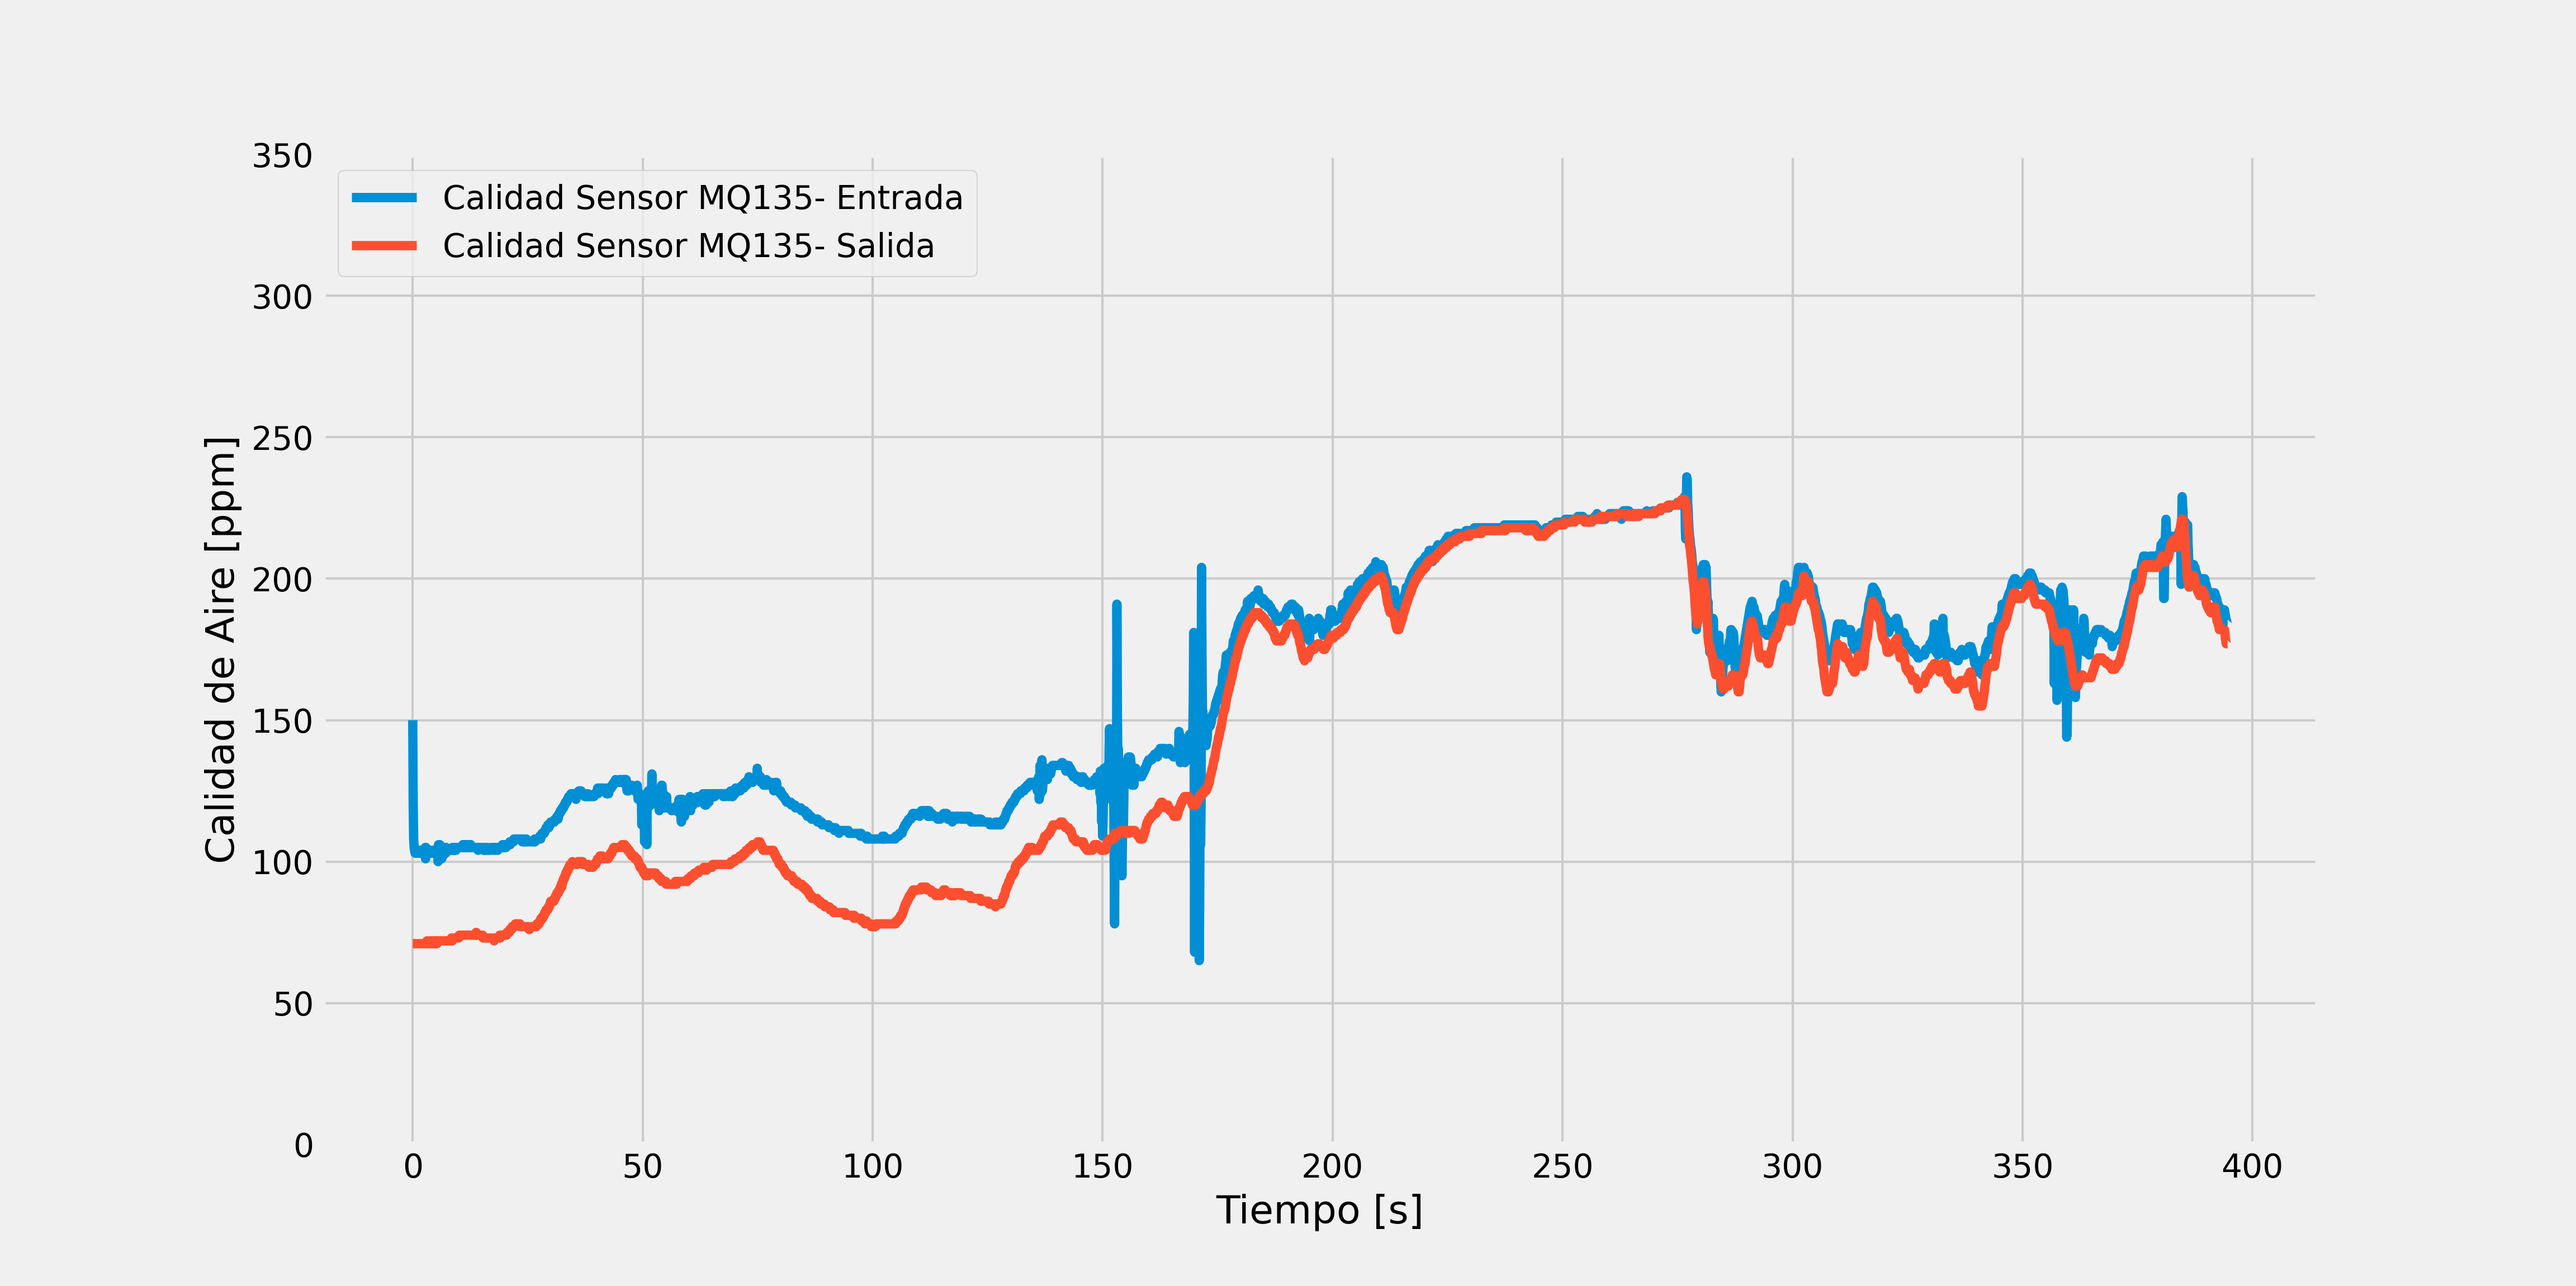 350
300
250
200
150
100
50
0
Calidad Sensor MQ135- Entrada
Calidad Sensor MQ135- Salida
Calidad de Aire [ppm]
0 50 100 150 200 250 300 350 400
Tiempo [s]